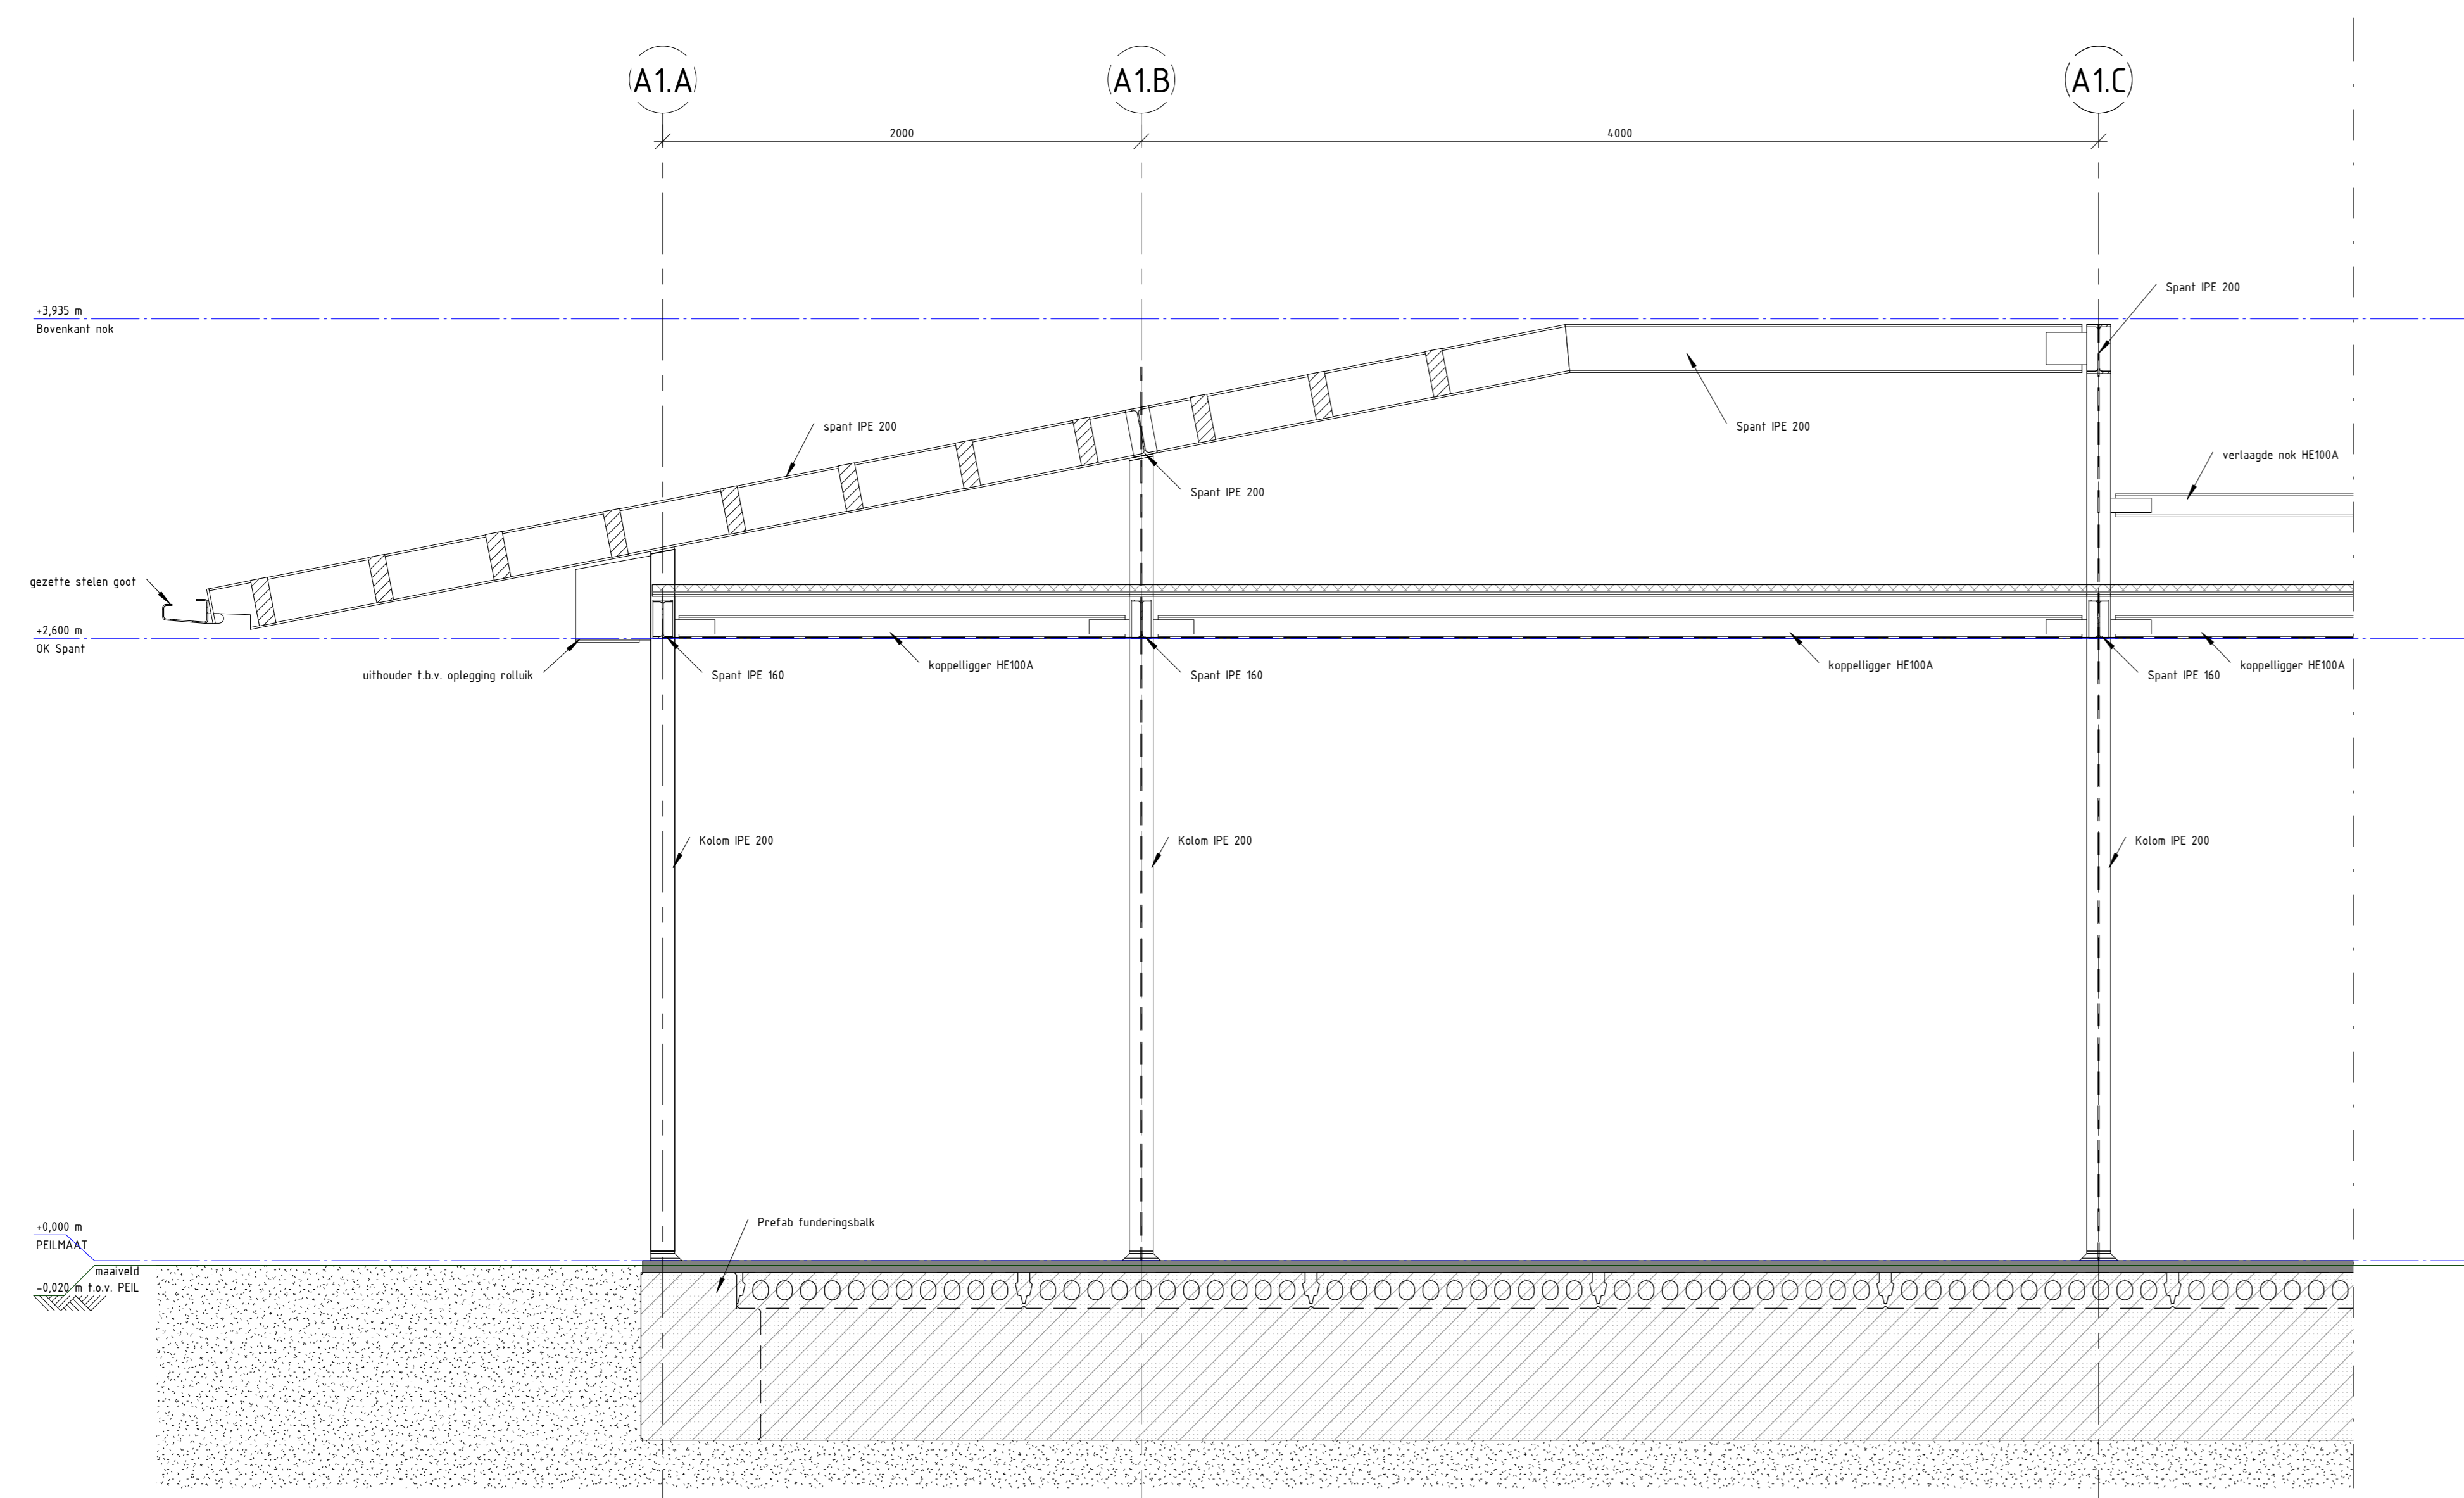 A1.A
A1.B
A1.C
2000
4000
Spant IPE 200
+3,935 m
Bovenkant nok
spant IPE 200
Spant IPE 200
verlaagde nok HE100A
Spant IPE 200
gezette stelen goot
+2,600 m
OK Spant
uithouder t.b.v. oplegging rolluik
Spant IPE 160
koppelligger HE100A
Spant IPE 160
koppelligger HE100A
Spant IPE 160
koppelligger HE100A
Kolom IPE 200
Kolom IPE 200
Kolom IPE 200
Prefab funderingsbalk
+0,000 m
PEILMAAT
maaiveld
-0,020 m t.o.v. PEIL